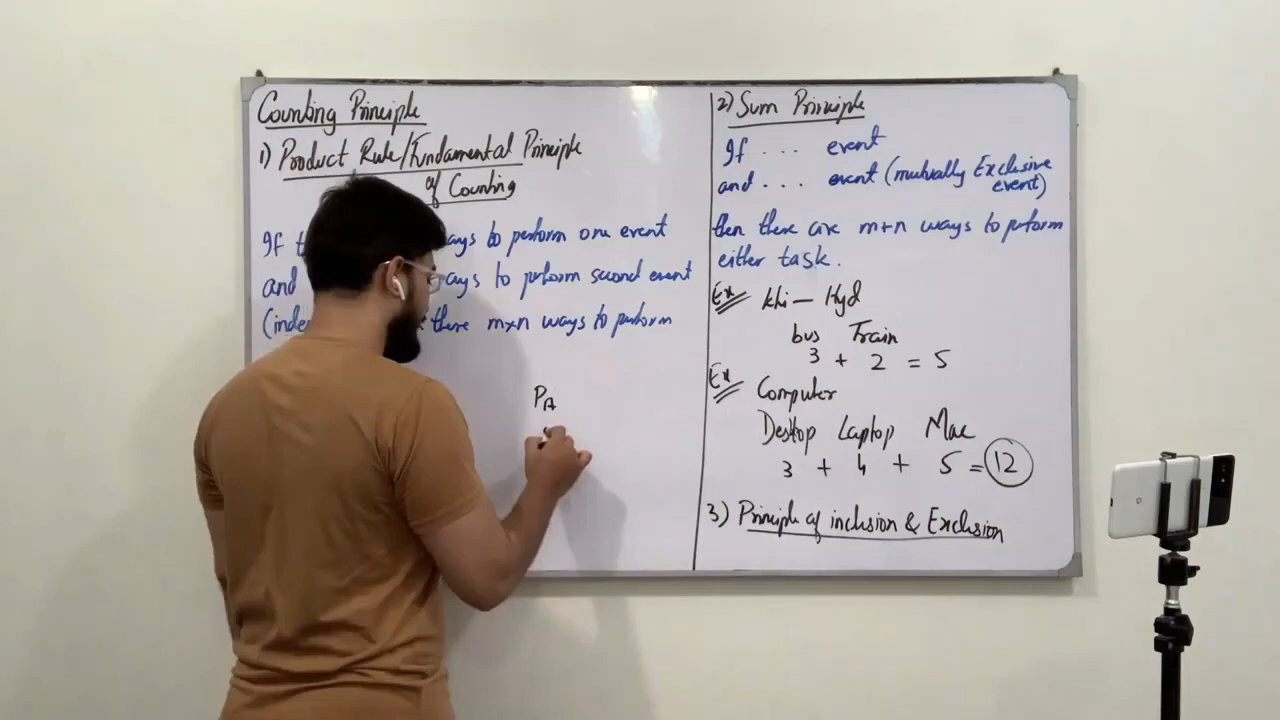 Counting Principle
1) Product Rule/Fundamental Principle
of Counting
If ways to perform one event
and ways to perform second event
there m×n ways to perform
P_A
2) Sum Principle
If .... event
and ... event (mutually Exclusive
event)
then there are m+n ways to perform
either task.
Ex Khi — Hyd
bus Train
3 + 2 = 5
Ex Computer
Desktop Laptop Mac
3 + 4 + 5 = 12
3) Principle of inclusion & Exclusion